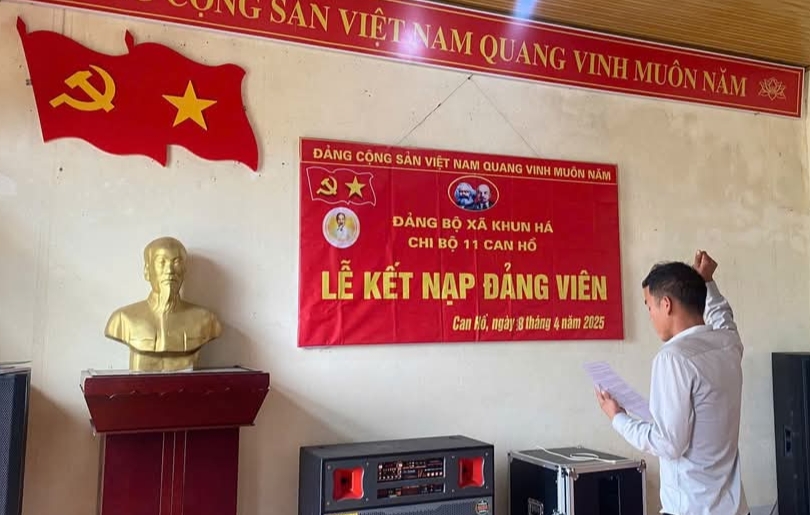 CỘNG SẢN VIỆT NAM QUANG VINH MUÔN NĂM
ĐẢNG CỘNG SẢN VIỆT NAM QUANG VINH MUÔN NĂM
ĐẢNG BỘ XÃ KHUN HÁ
CHI BỘ 11 CAN HỒ
LỄ KẾT NẠP ĐẢNG VIÊN
Can Hồ, ngày 8 tháng 4 năm 2025